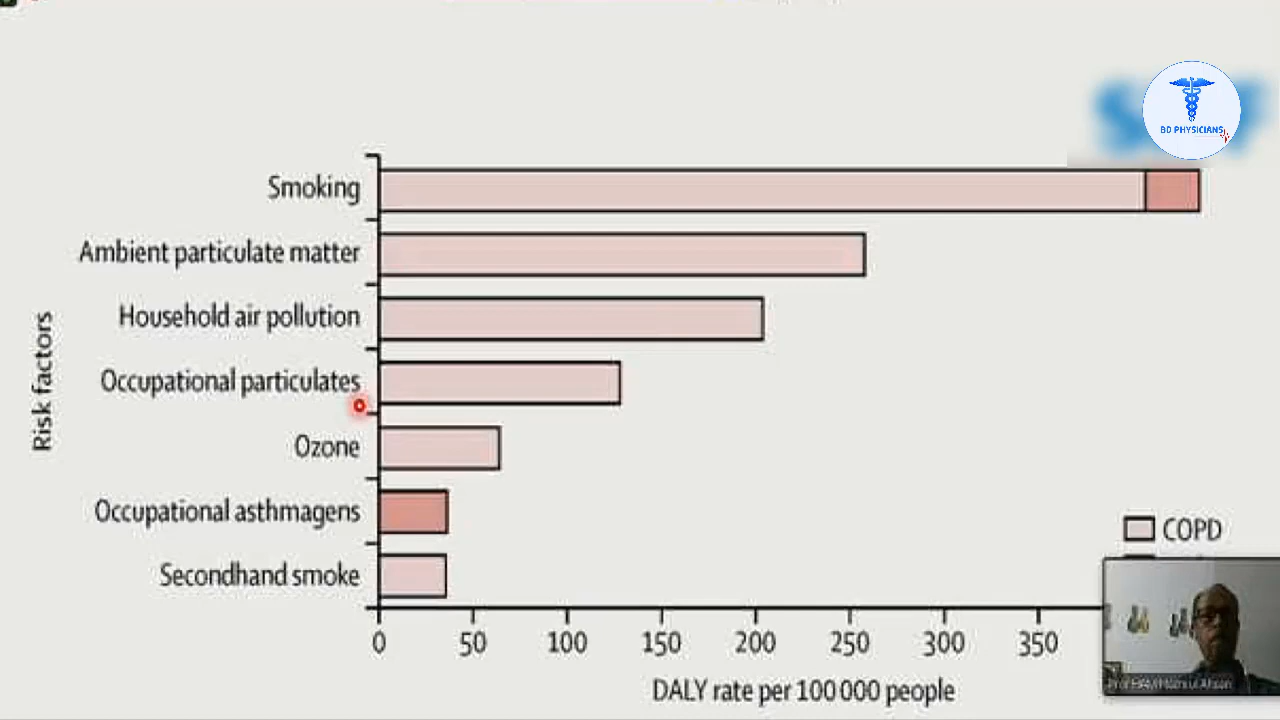 BD PHYSICIANS
Smoking
Ambient particulate matter
Household air pollution
Risk factors
Occupational particulates
Ozone
Occupational asthmagens
COPD
Secondhand smoke
0 50 100 150 200 250 300 350
DALY rate per 100 000 people